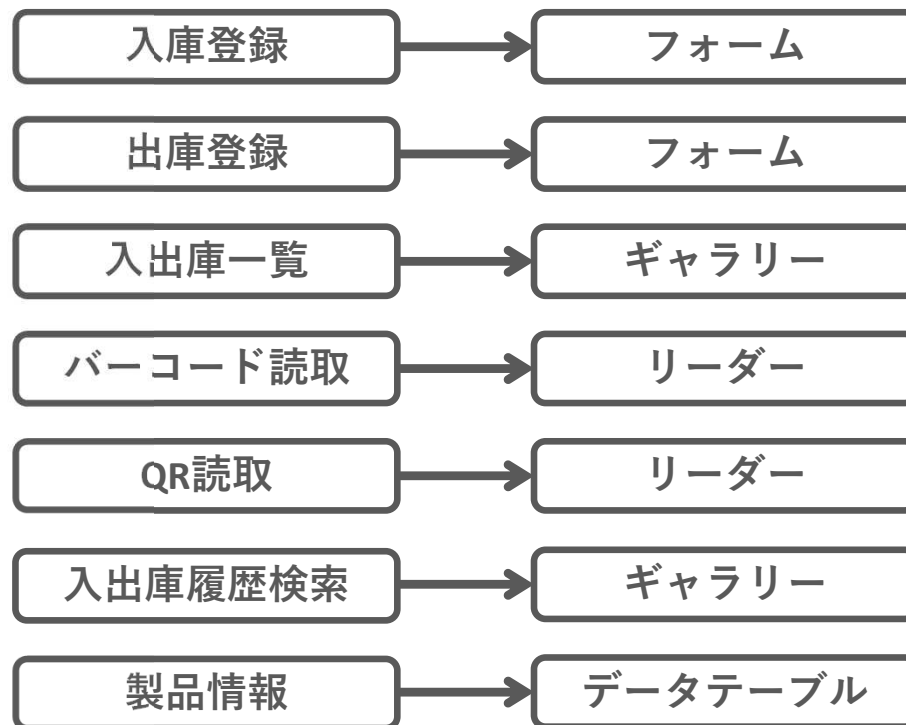 入庫登録 フォーム
出庫登録 フォーム
入出庫一覧 ギャラリー
バーコード読取 リーダー
QR読取 リーダー
入出庫履歴検索 ギャラリー
製品情報 データテーブル